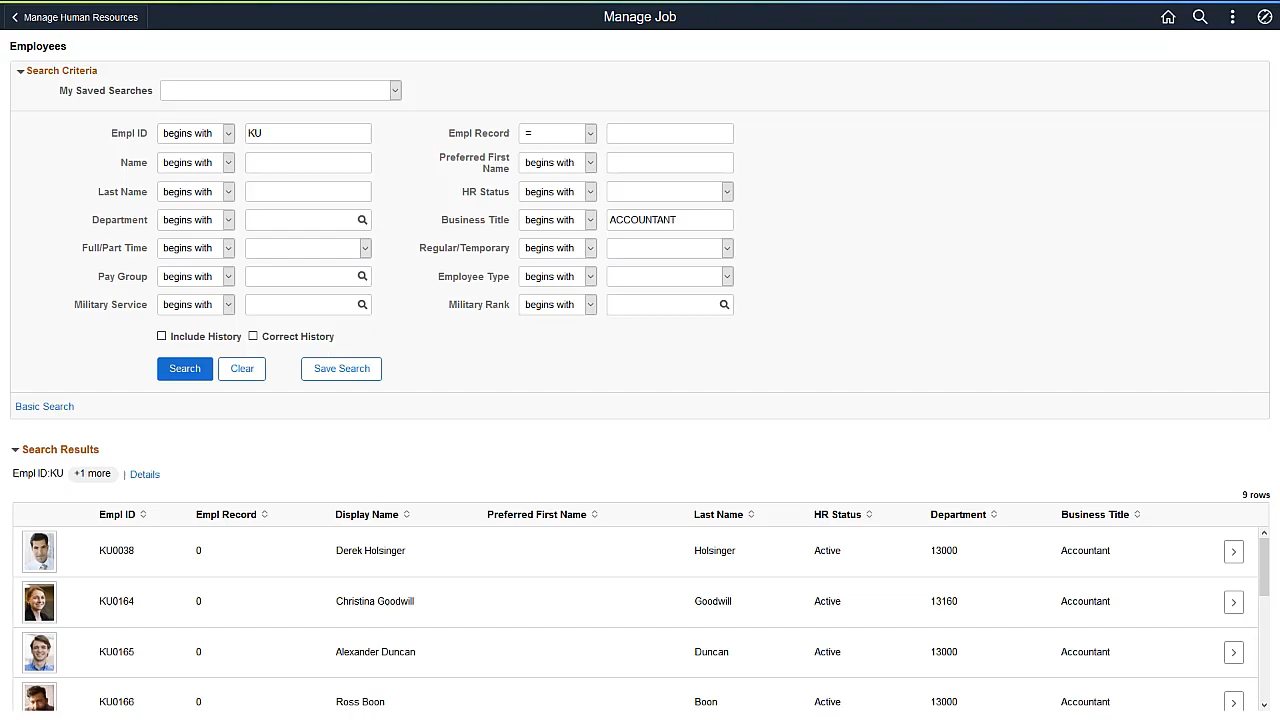 Manage Human Resources Manage Job
Employees
Search Criteria
My Saved Searches
Empl ID begins with KU Empl Record =
Name begins with Preferred First Name begins with
Last Name begins with HR Status begins with
Department begins with Business Title begins with ACCOUNTANT
Full/Part Time begins with Regular/Temporary begins with
Pay Group begins with Employee Type begins with
Military Service begins with Military Rank begins with
Include History Correct History
Search Clear Save Search
Basic Search
Search Results
Empl ID:KU +1 more | Details
9 rows
Empl ID Empl Record Display Name Preferred First Name Last Name HR Status Department Business Title
KU0038 0 Derek Holsinger Holsinger Active 13000 Accountant
KU0164 0 Christina Goodwill Goodwill Active 13160 Accountant
KU0165 0 Alexander Duncan Duncan Active 13000 Accountant
KU0166 0 Ross Boon Boon Active 13000 Accountant